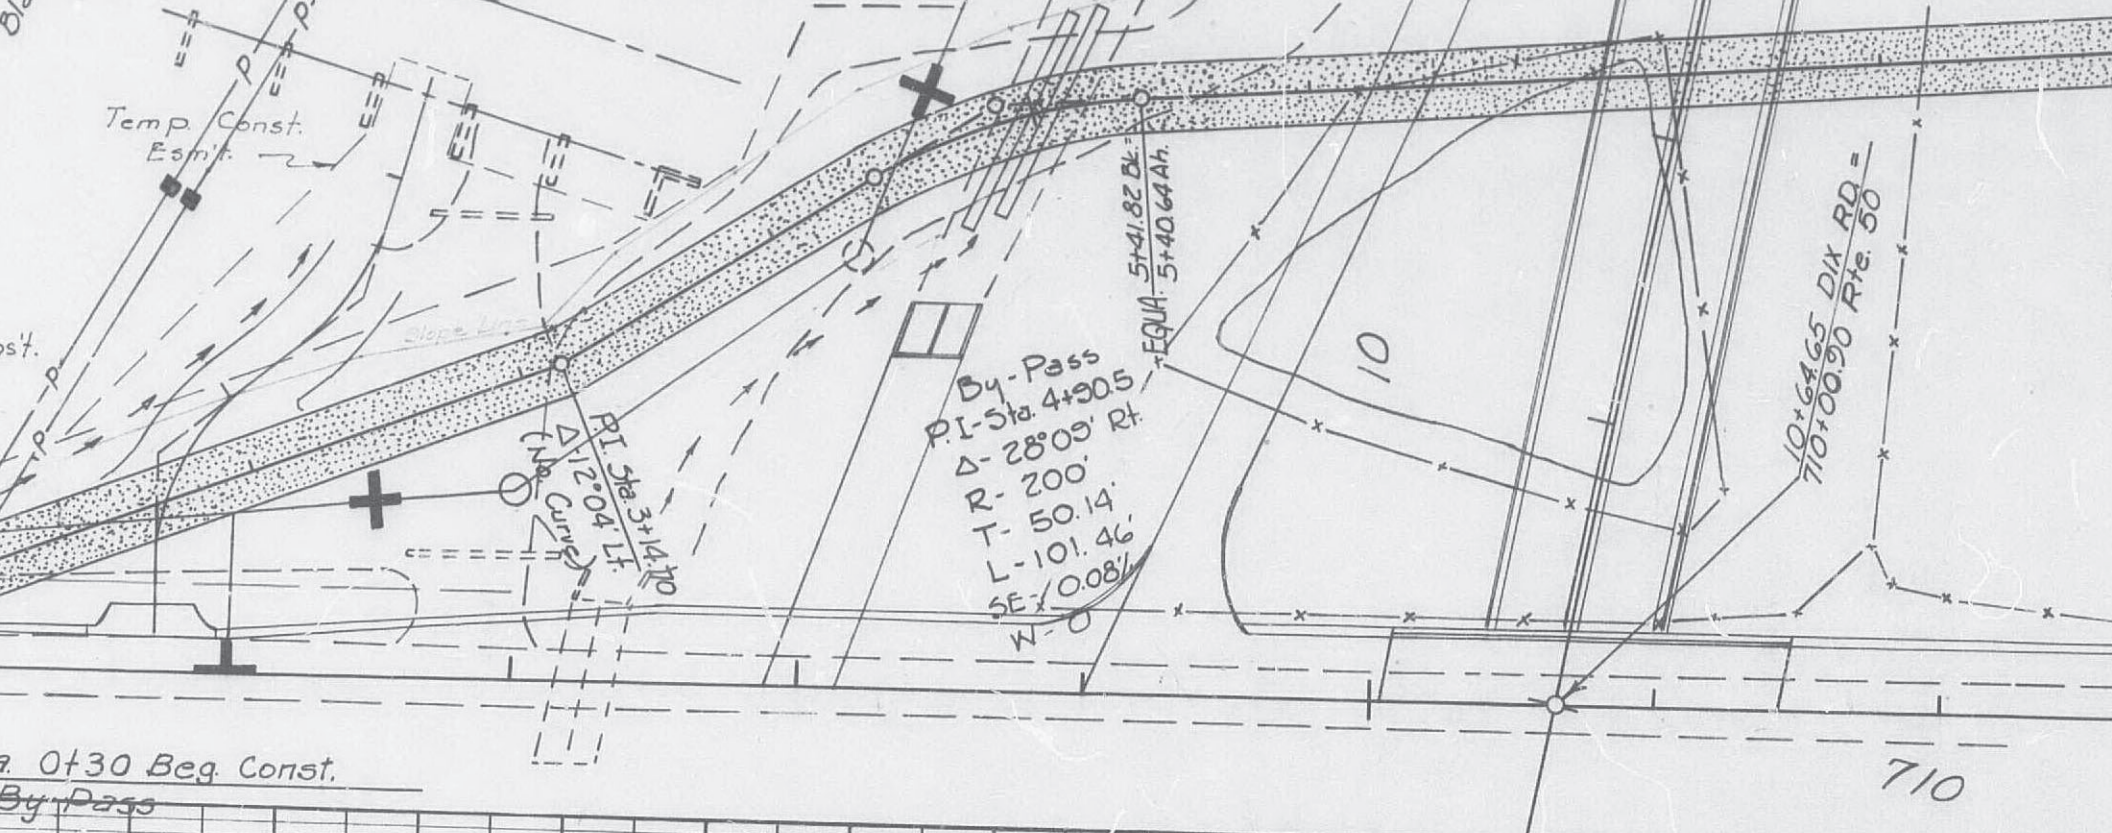 P
P
Temp. Const.
Esm't.
Slope Line
P
P
P.I. Sta. 3+14.70
Δ-12°04' Lt.
(No Curve)
By-Pass
P.I-Sta. 4+90.5
Δ- 28°09' Rt.
R- 200'
T- 50.14'
L-101.46'
SE-/0.08'/
W- 0
EQUA. 5+41.82 Bk=
5+40.64 Ah.
10
10+64.65 DIX RD =
710+00.90 Rte. 50
710
0+30 Beg. Const.
By-Pass